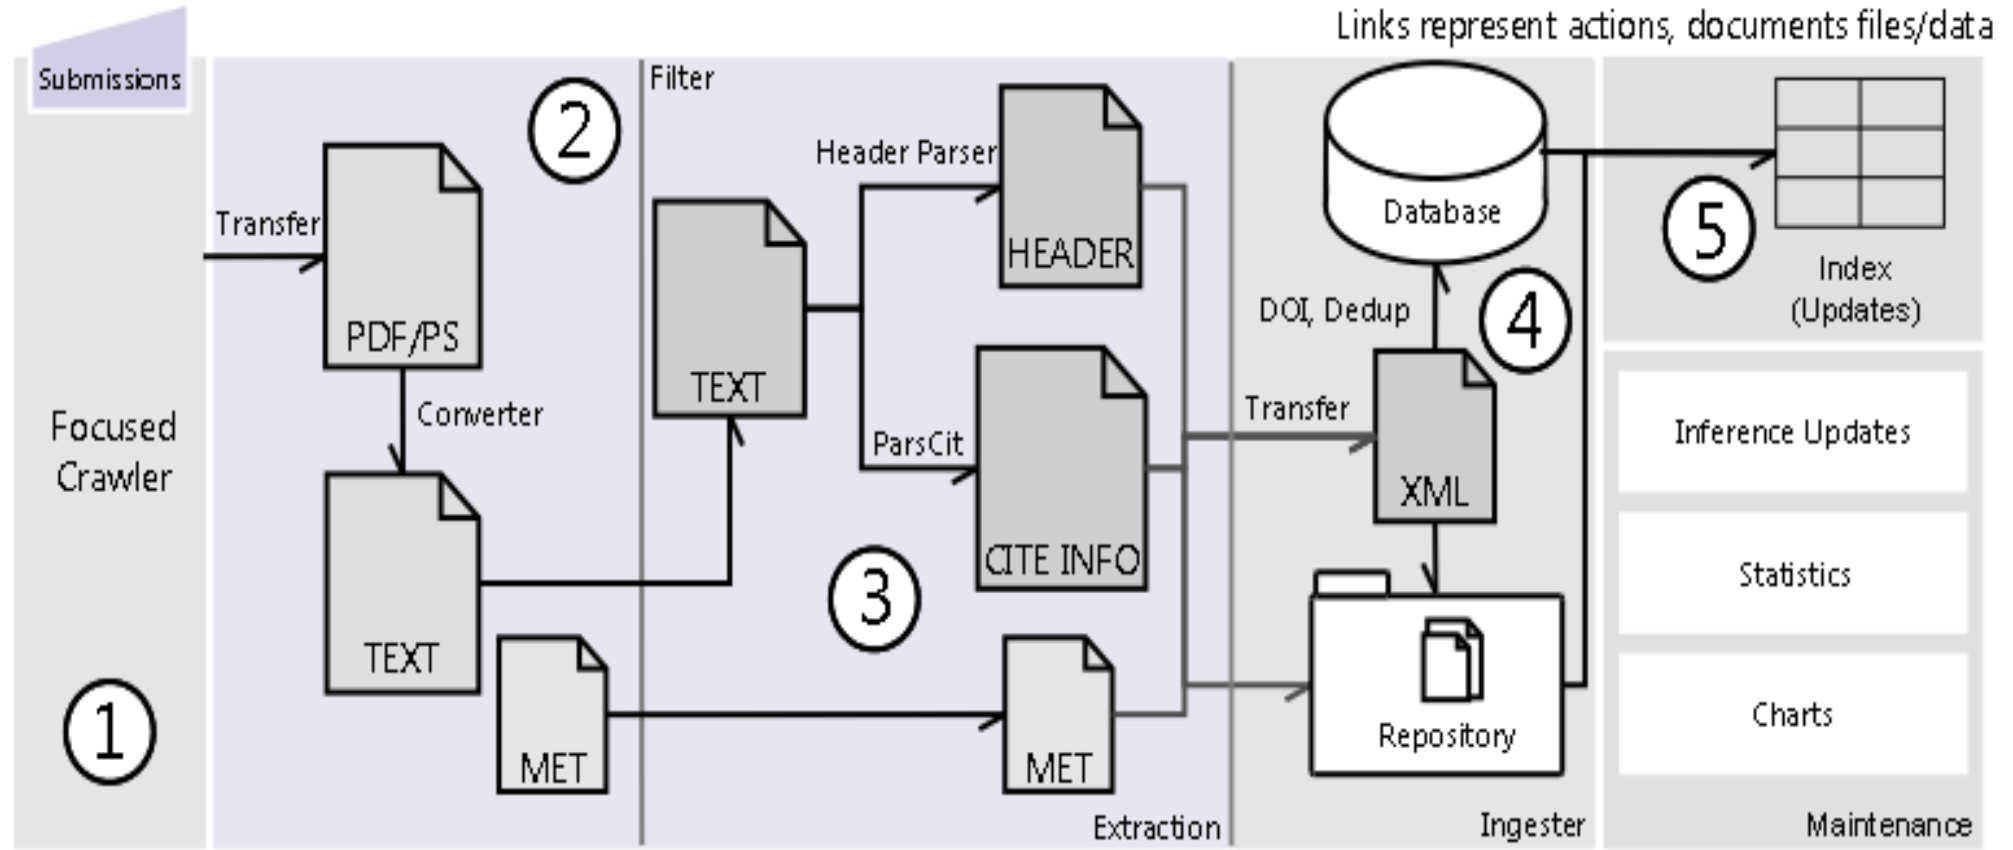 Links represent actions, documents files/data
Submissions
Focused
Crawler
1
Transfer
2
PDF/PS
Converter
TEXT
MET
Filter
TEXT
Header Parser
HEADER
ParsCit
CITE INFO
3
MET
Extraction
Database
DOI, Dedup
4
Transfer
XML
Repository
Ingester
5
Index
(Updates)
Inference Updates
Statistics
Charts
Maintenance